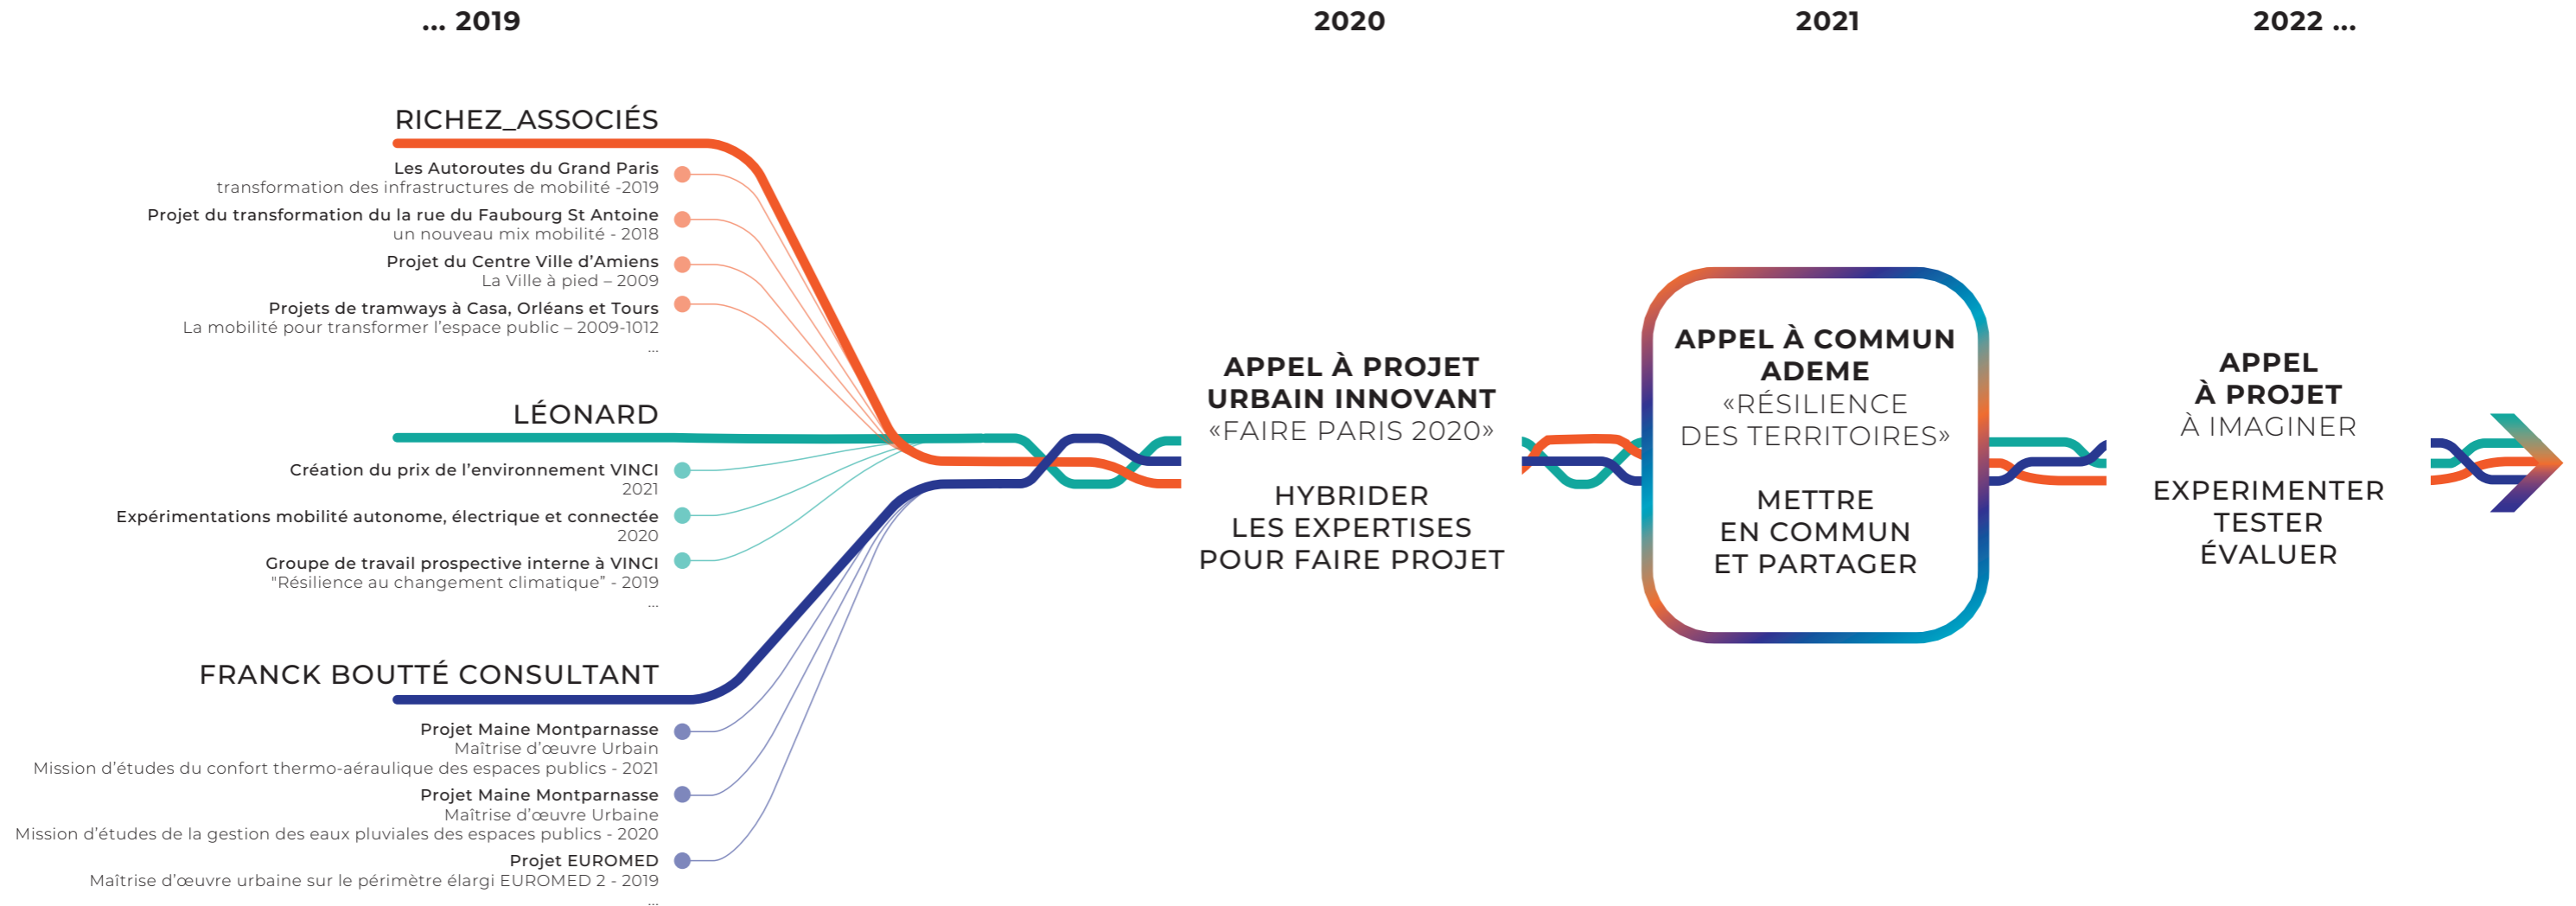 ... 2019
2020
2021
2022 ...
RICHEZ_ASSOCIÉS
Les Autoroutes du Grand Paris
transformation des infrastructures de mobilité -2019
Projet du transformation du la rue du Faubourg St Antoine
un nouveau mix mobilité - 2018
Projet du Centre Ville d’Amiens
La Ville à pied – 2009
Projets de tramways à Casa, Orléans et Tours
La mobilité pour transformer l’espace public – 2009-1012
...
LÉONARD
Création du prix de l’environnement VINCI
2021
Expérimentations mobilité autonome, électrique et connectée
2020
Groupe de travail prospective interne à VINCI
"Résilience au changement climatique” - 2019
...
FRANCK BOUTTÉ CONSULTANT
Projet Maine Montparnasse
Maîtrise d’œuvre Urbain
Mission d’études du confort thermo-aéraulique des espaces publics - 2021
Projet Maine Montparnasse
Maîtrise d’œuvre Urbaine
Mission d’études de la gestion des eaux pluviales des espaces publics - 2020
Projet EUROMED
Maîtrise d’œuvre urbaine sur le périmètre élargi EUROMED 2 - 2019
...
APPEL À PROJET
URBAIN INNOVANT
«FAIRE PARIS 2020»
HYBRIDER
LES EXPERTISES
POUR FAIRE PROJET
APPEL À COMMUN
ADEME
«RÉSILIENCE
DES TERRITOIRES»
METTRE
EN COMMUN
ET PARTAGER
APPEL
À PROJET
À IMAGINER
EXPERIMENTER
TESTER
ÉVALUER